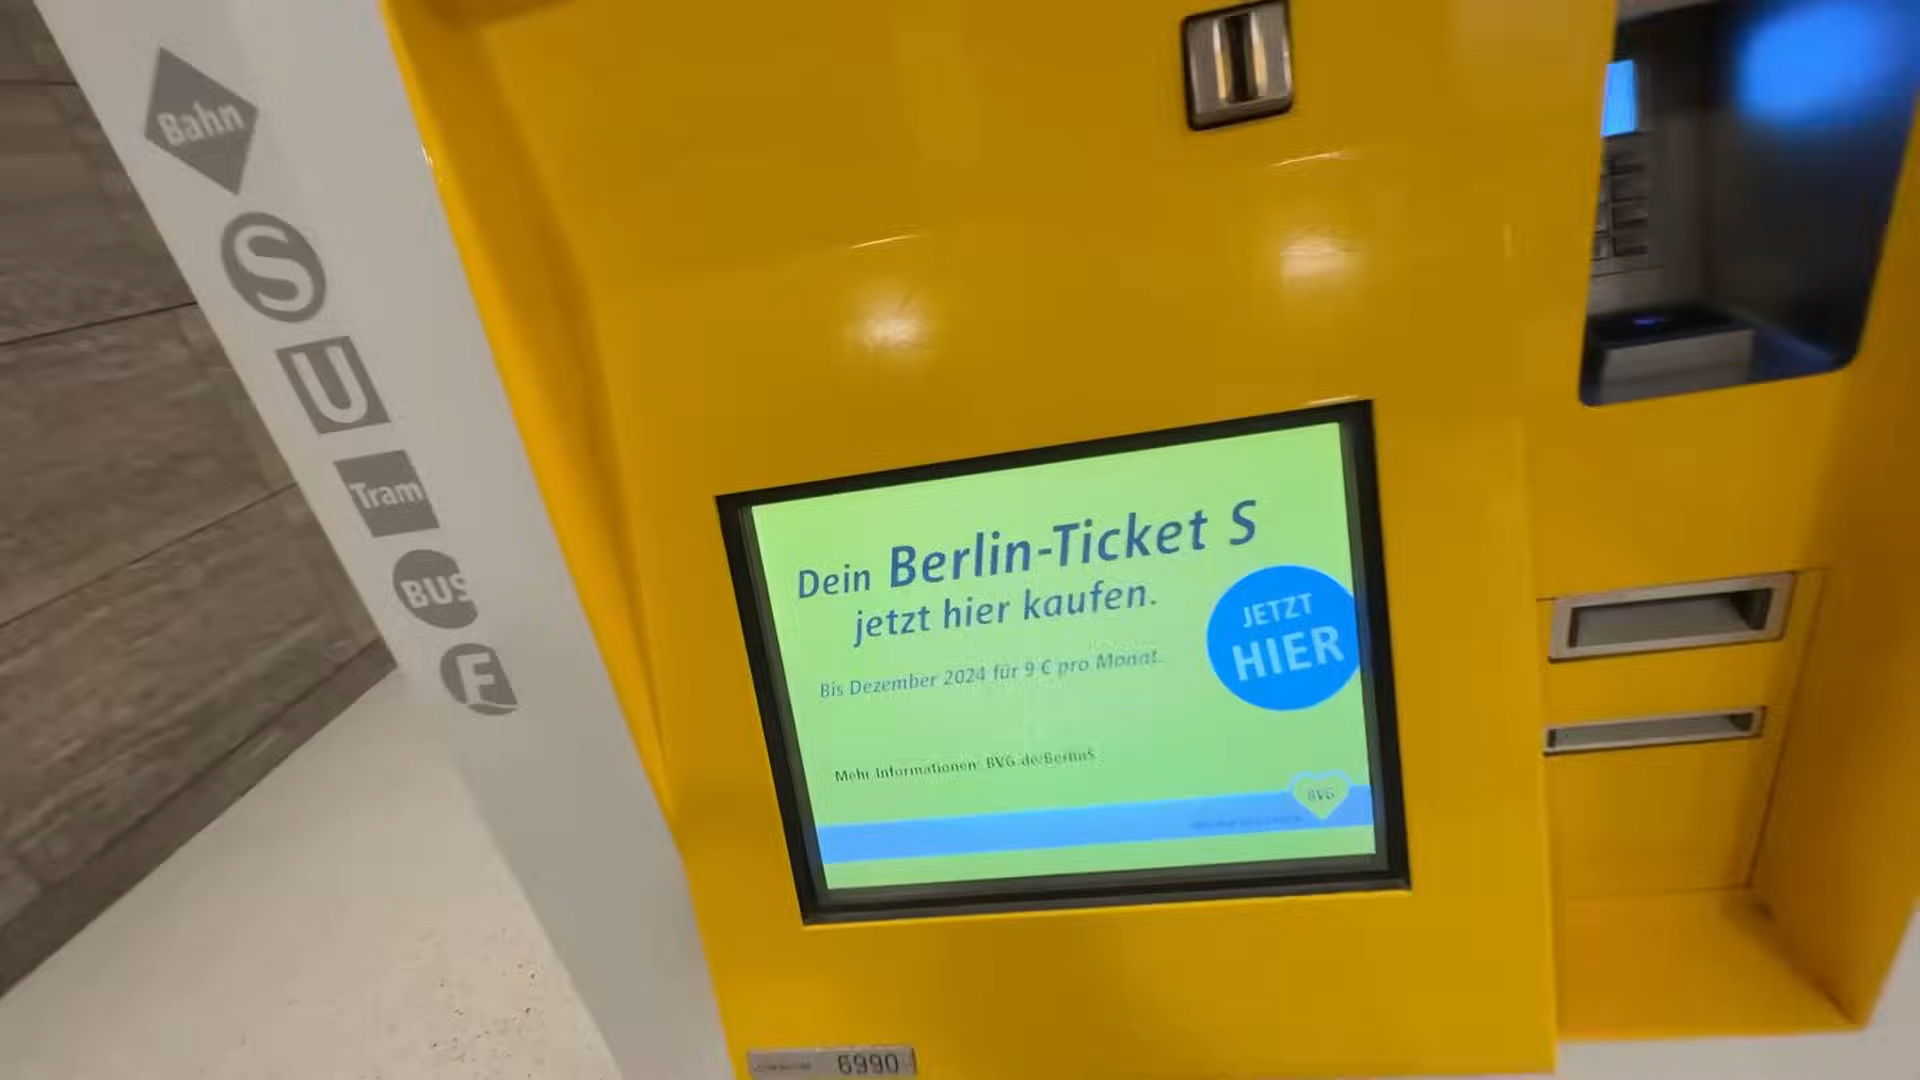 Bahn
S
U
Tram
BUS
F
Dein Berlin-Ticket S
jetzt hier kaufen.
JETZT
HIER
Bis Dezember 2024 für 9 € pro Monat.
Mehr Informationen: BVG.de/BerlinS
BVG
6990